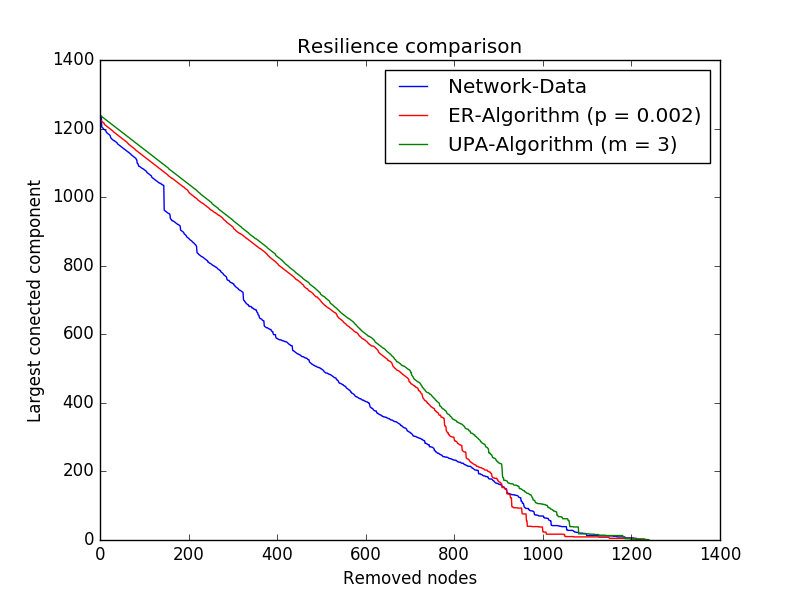 Resilience comparison
Network-Data
ER-Algorithm (p = 0.002)
UPA-Algorithm (m = 3)
1400
1200
1000
800
600
400
200
0
Largest conected component
0 200 400 600 800 1000 1200 1400
Removed nodes